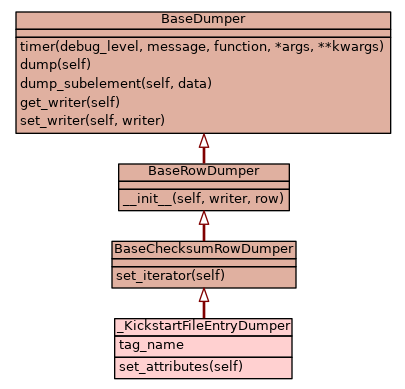 BaseDumper
timer(debug_level, message, function, *args, **kwargs)
dump(self)
dump_subelement(self, data)
get_writer(self)
set_writer(self, writer)
BaseRowDumper
__init__(self, writer, row)
BaseChecksumRowDumper
set_iterator(self)
_KickstartFileEntryDumper
tag_name
set_attributes(self)